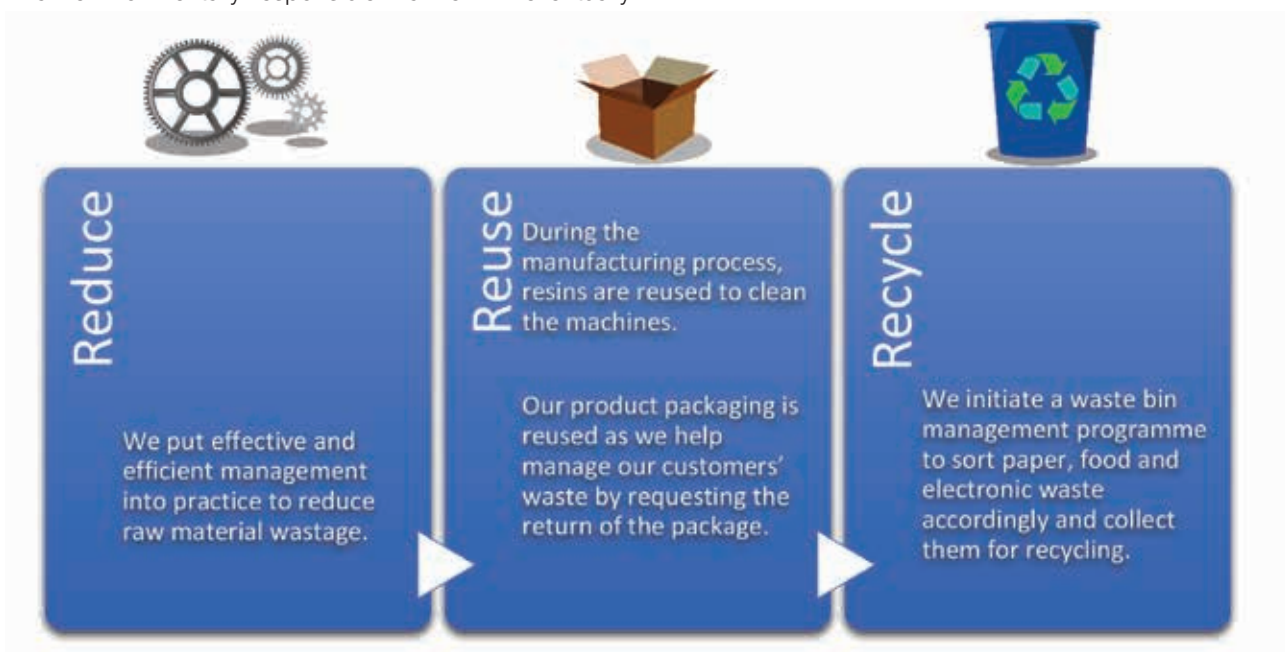 Reduce
We put effective and
efficient management
into practice to reduce
raw material wastage.
Reuse
During the
manufacturing process,
resins are reused to clean
the machines.
Our product packaging is
reused as we help
manage our customers’
waste by requesting the
return of the package.
Recycle
We initiate a waste bin
management programme
to sort paper, food and
electronic waste
accordingly and collect
them for recycling.